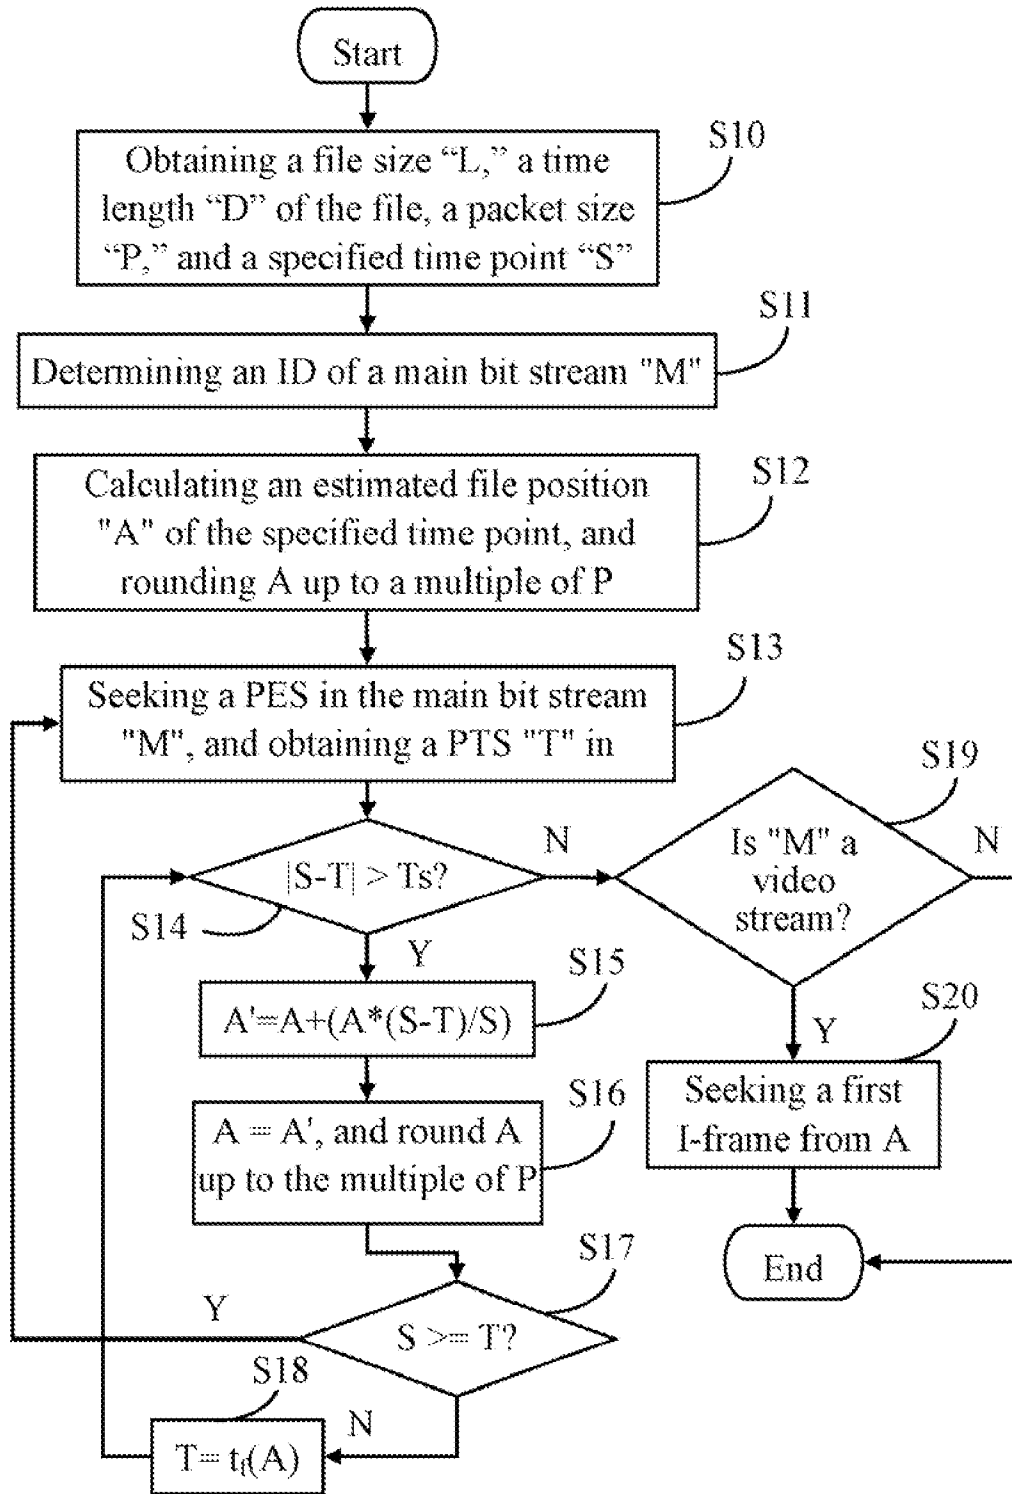 Start
S10
Obtaining a file size “L,” a time
length “D” of the file, a packet size
“P,” and a specified time point “S”
S11
Determining an ID of a main bit stream "M"
S12
Calculating an estimated file position
"A" of the specified time point, and
rounding A up to a multiple of P
S13
Seeking a PES in the main bit stream
"M", and obtaining a PTS "T" in
S19
N
N
|S-T| > Ts?
Is "M" a
video
stream?
S14
Y
S15
A'=A+(A*(S-T)/S)
S20
Y
Seeking a first
I-frame from A
S16
A = A', and round A
up to the multiple of P
S17
End
Y
S >= T?
S18
N
T= tf(A)